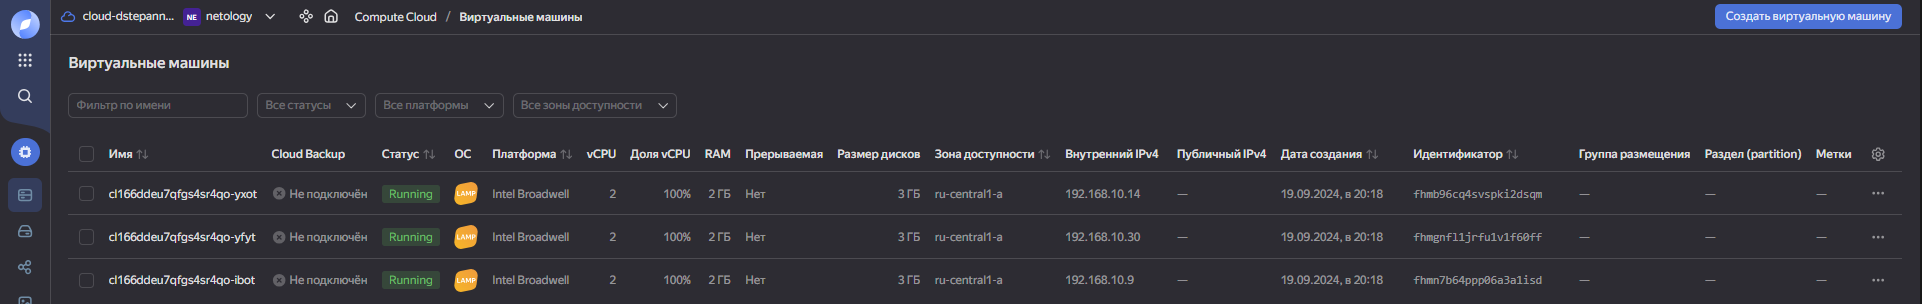 cloud-dstepann... NE netology Compute Cloud / Виртуальные машины Создать виртуальную машину
Виртуальные машины
Фильтр по имени Все статусы Все платформы Все зоны доступности
Имя Cloud Backup Статус ОС Платформа vCPU Доля vCPU RAM Прерываемая Размер дисков Зона доступности Внутренний IPv4 Публичный IPv4 Дата создания Идентификатор Группа размещения Раздел (partition) Метки
cl166ddeu7qfgs4sr4qo-yxot Не подключён Running LAMP Intel Broadwell 2 100% 2 ГБ Нет 3 ГБ ru-central1-a 192.168.10.14 — 19.09.2024, в 20:18 fhmb96cq4svspki2dsqm — — — ...
cl166ddeu7qfgs4sr4qo-yfyt Не подключён Running LAMP Intel Broadwell 2 100% 2 ГБ Нет 3 ГБ ru-central1-a 192.168.10.30 — 19.09.2024, в 20:18 fhmgnfl1jrfu1v1f60ff — — — ...
cl166ddeu7qfgs4sr4qo-ibot Не подключён Running LAMP Intel Broadwell 2 100% 2 ГБ Нет 3 ГБ ru-central1-a 192.168.10.9 — 19.09.2024, в 20:18 fhmn7b64ppp06a3a1isd — — — ...